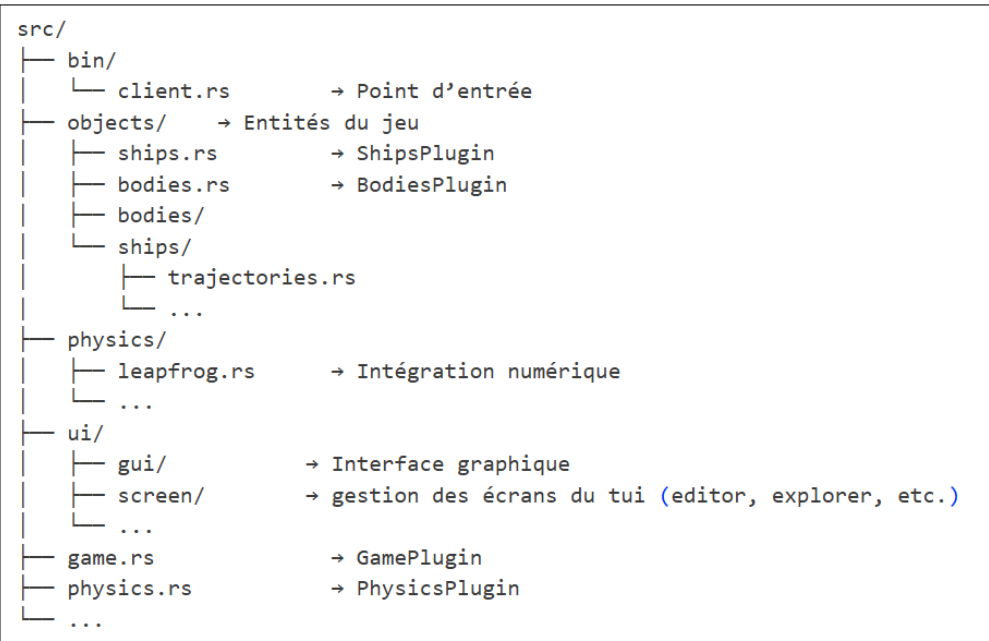 src/
├── bin/
│   └── client.rs        → Point d’entrée
├── objects/    → Entités du jeu
│   ├── ships.rs         → ShipsPlugin
│   ├── bodies.rs        → BodiesPlugin
│   ├── bodies/
│   └── ships/
│       ├── trajectories.rs
│       └── ...
├── physics/
│   ├── leapfrog.rs      → Intégration numérique
│   └── ...
├── ui/
│   ├── gui/           → Interface graphique
│   ├── screen/        → gestion des écrans du tui (editor, explorer, etc.)
│   └── ...
├── game.rs              → GamePlugin
├── physics.rs           → PhysicsPlugin
└── ...